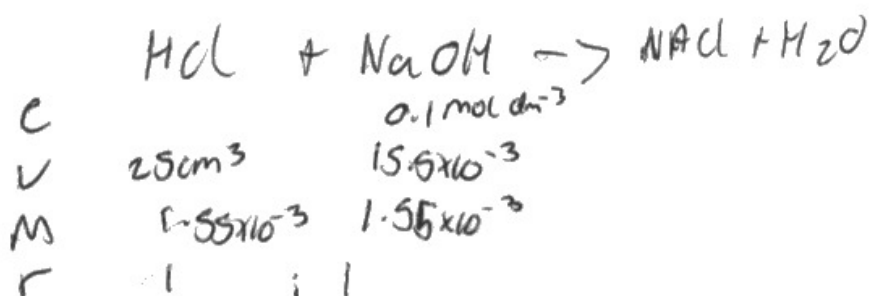 HCl + NaOH -> NACl + H2O
C 0.1 mol dm-3
V 25cm3 15.5x10-3
M 1.55x10-3 1.55x10-3
r 1 : 1